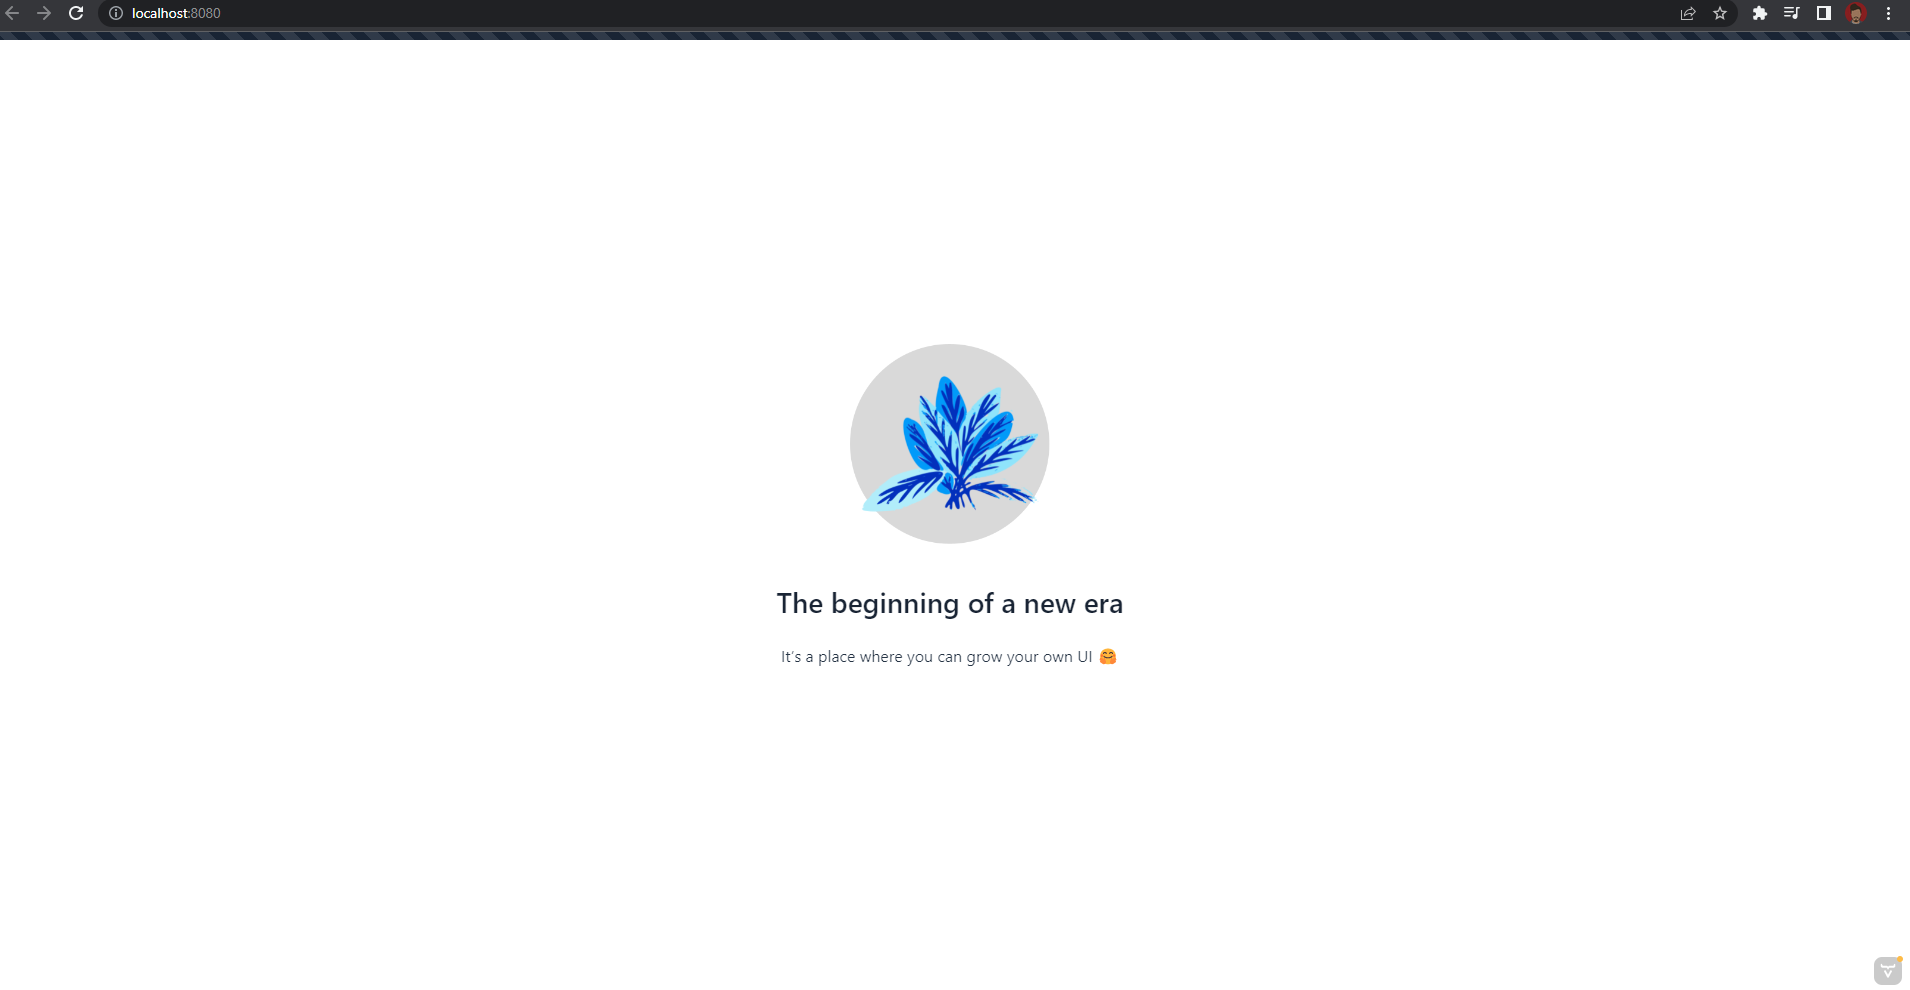 localhost:8080
The beginning of a new era
It’s a place where you can grow your own UI 🤗